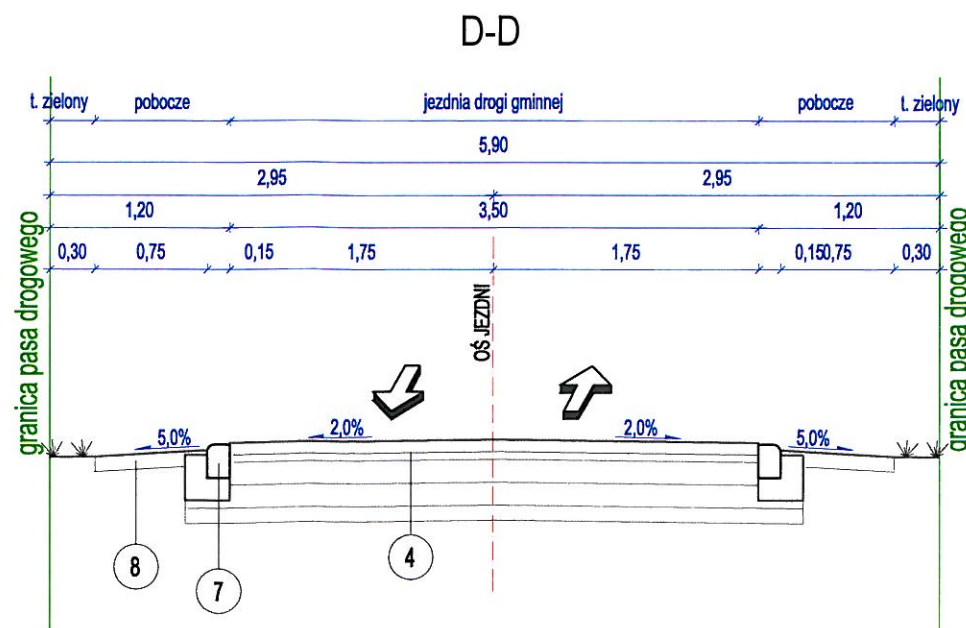 D-D
t. zielony pobocze jezdnia drogi gminnej pobocze t. zielony
5,90
2,95 2,95
1,20 3,50 1,20
0,30 0,75 0,15 1,75 1,75 0,150,75 0,30
granica pasa drogowego
OŚ JEZDNI
granica pasa drogowego
5,0% 2,0% 2,0% 5,0%
8 7 4